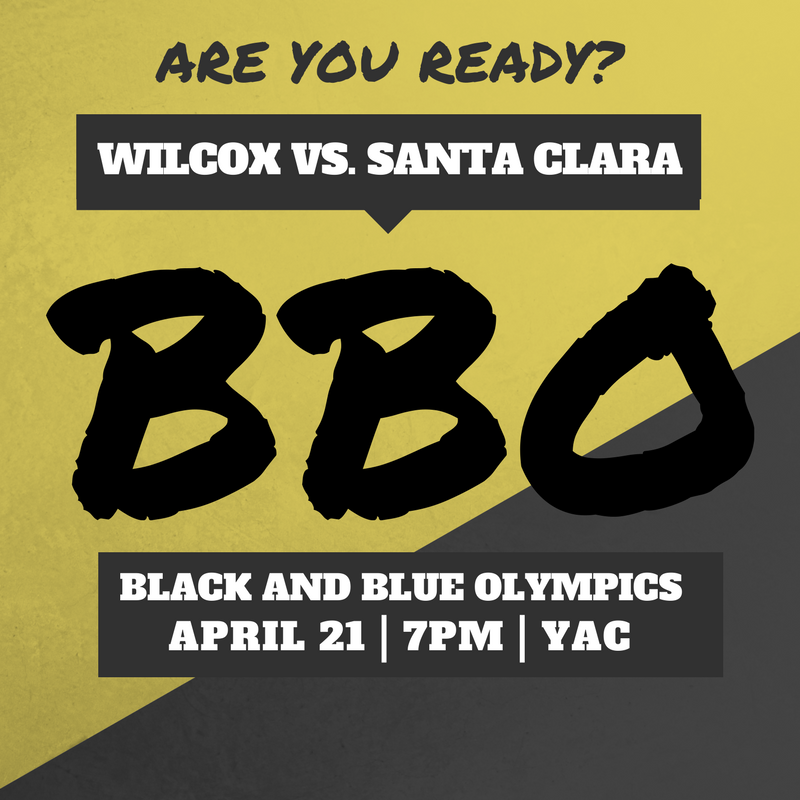 ARE YOU READY?
WILCOX VS. SANTA CLARA
BBO
BLACK AND BLUE OLYMPICS
APRIL 21 | 7PM | YAC